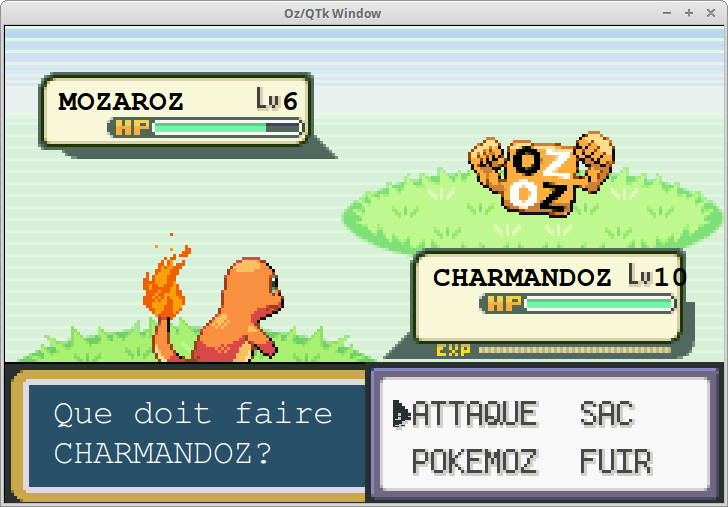 Oz/QTk Window
MOZAROZ Lv6
HP
OZ
OZ
CHARMANDOZ Lv10
HP
EXP
Que doit faire
CHARMANDOZ?
ATTAQUE SAC
POKEMOZ FUIR